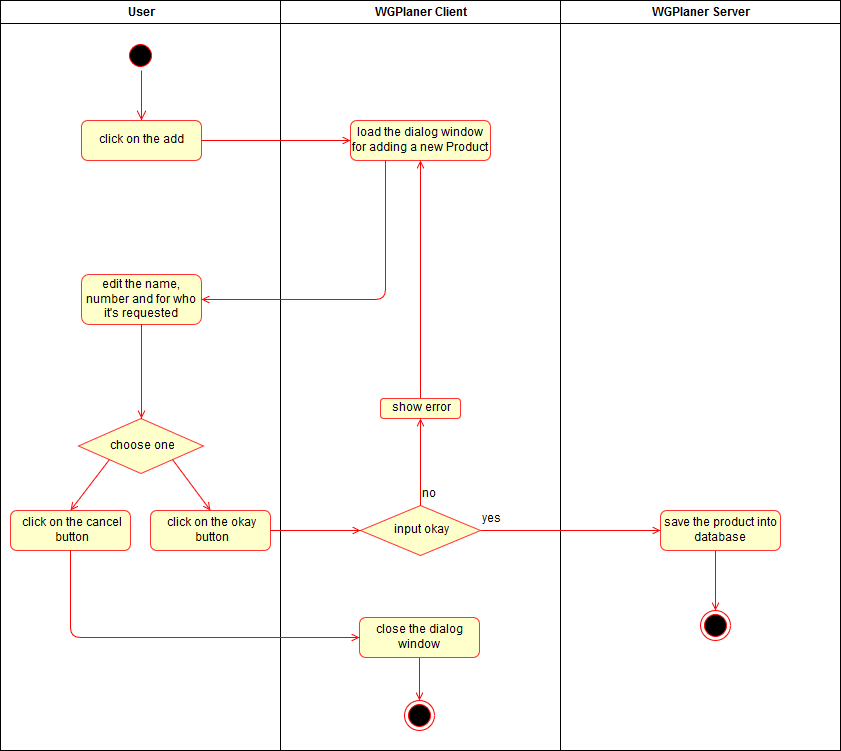 User
WGPlaner Client
WGPlaner Server
click on the add
load the dialog window
for adding a new Product
edit the name,
number and for who
it's requested
show error
choose one
no
click on the cancel
button
click on the okay
button
input okay
yes
save the product into
database
close the dialog
window